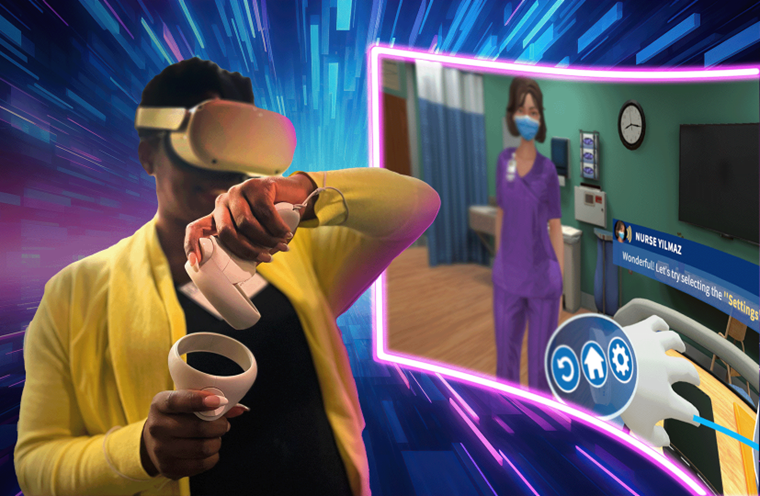 NURSE YILMAZ
Wonderful! Let's try selecting the "Settings"